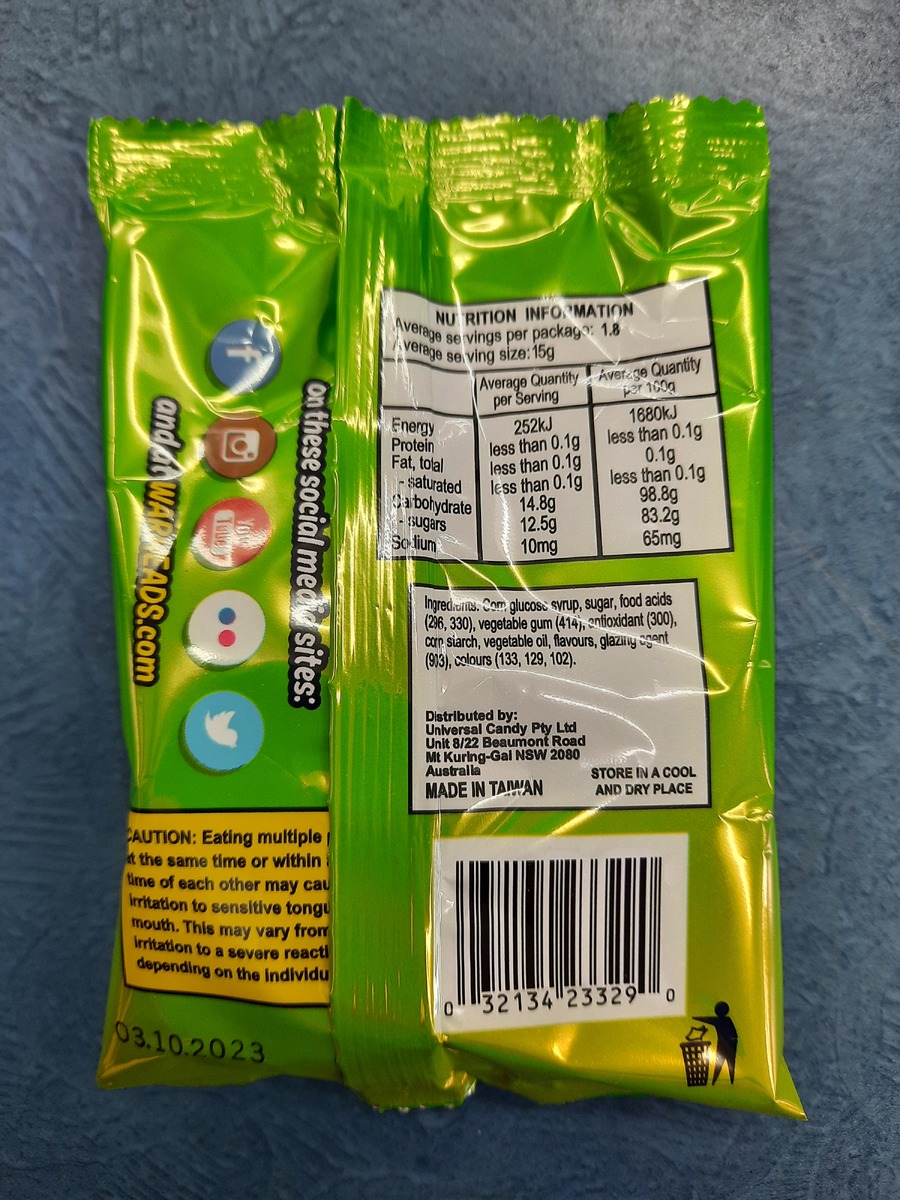 NUTRITION INFORMATION
Average servings per package: 1.8
Average serving size: 15g
Average Quantity per Serving
Average Quantity per 100g
Energy 252kJ 1680kJ
Protein less than 0.1g less than 0.1g
Fat, total less than 0.1g 0.1g
- saturated less than 0.1g less than 0.1g
Carbohydrate 14.8g 98.8g
- sugars 12.5g 83.2g
Sodium 10mg 65mg
Ingredients: Corn glucose syrup, sugar, food acids
(296, 330), vegetable gum (414), antioxidant (300),
corn starch, vegetable oil, flavours, glazing agent
(903), colours (133, 129, 102).
Distributed by:
Universal Candy Pty Ltd
Unit 8/22 Beaumont Road
Mt Kuring-Gai NSW 2080
Australia
MADE IN TAIWAN
STORE IN A COOL
AND DRY PLACE
0 32134 23329 0
on these social media sites:
f
You
Tube
and at WARHEADS.com
CAUTION: Eating multiple
at the same time or within
time of each other may cau
irritation to sensitive tongu
mouth. This may vary from
irritation to a severe reacti
depending on the individu
03.10.2023